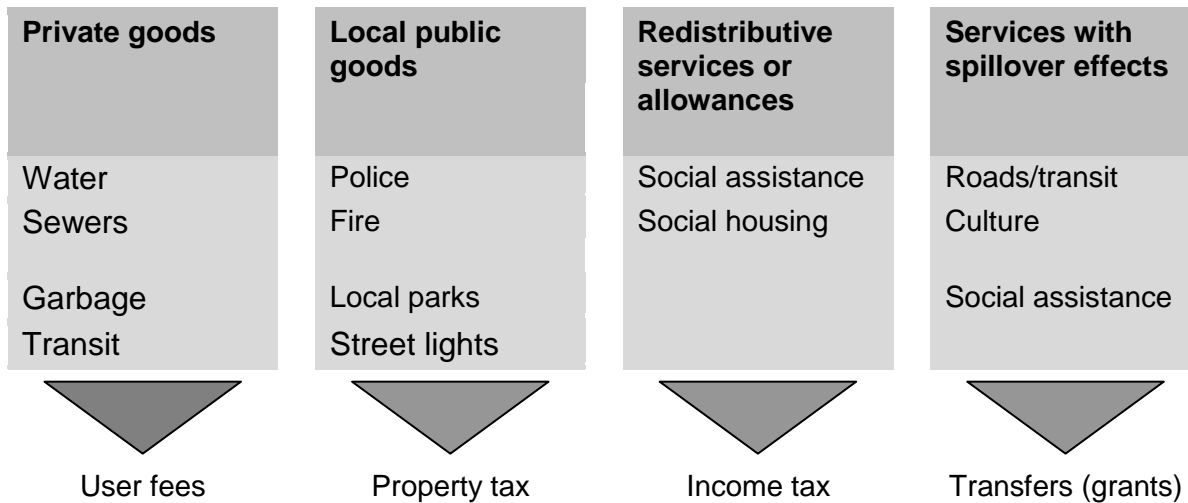 Private goods
Water
Sewers
Garbage
Transit
User fees
Local public
goods
Police
Fire
Local parks
Street lights
Property tax
Redistributive
services or
allowances
Social assistance
Social housing
Income tax
Services with
spillover effects
Roads/transit
Culture
Social assistance
Transfers (grants)